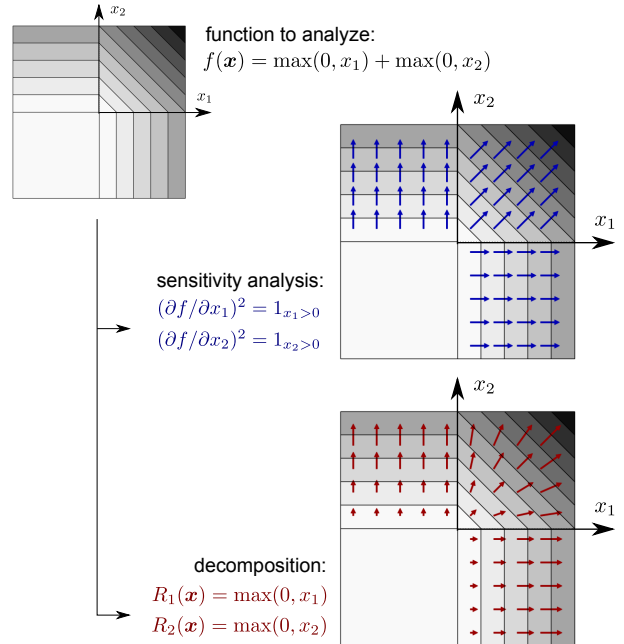 x₂
function to analyze:
f(𝒙) = max(0, x₁) + max(0, x₂)
x₁
x₂
x₁
sensitivity analysis:
(∂f/∂x₁)² = 1ₓ₁>₀
(∂f/∂x₂)² = 1ₓ₂>₀
x₂
x₁
decomposition:
R₁(𝒙) = max(0, x₁)
R₂(𝒙) = max(0, x₂)